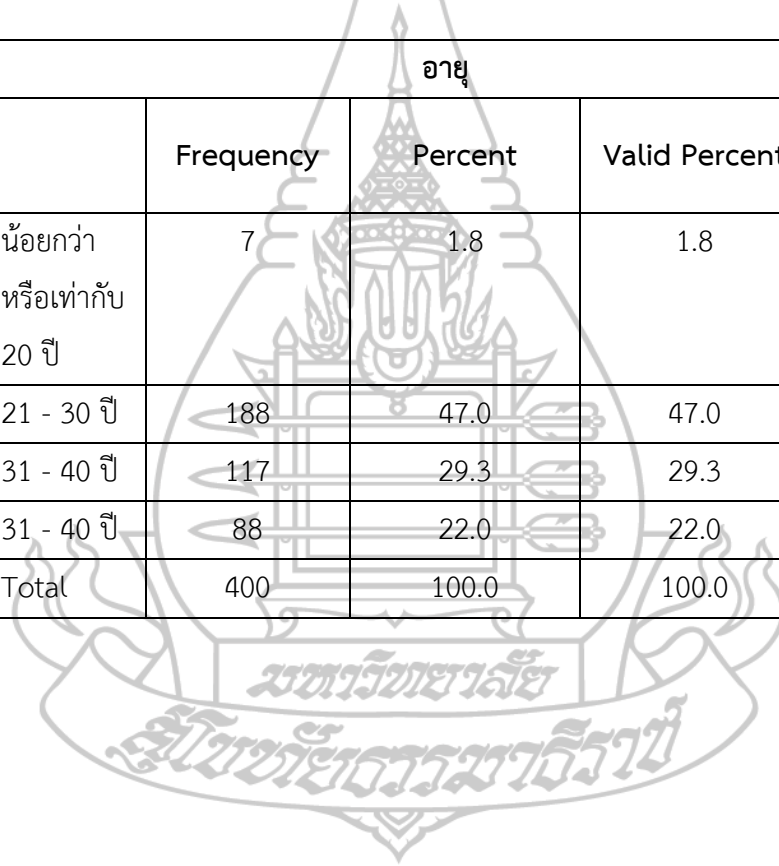 อายุ
Frequency Percent Valid Percent
น้อยกว่า 7 1.8 1.8
หรือเท่ากับ
20 ปี
21 - 30 ปี 188 47.0 47.0
31 - 40 ปี 117 29.3 29.3
31 - 40 ปี 88 22.0 22.0
Total 400 100.0 100.0
มหาวิทยาลัย
สุโขทัยธรรมาธิราช